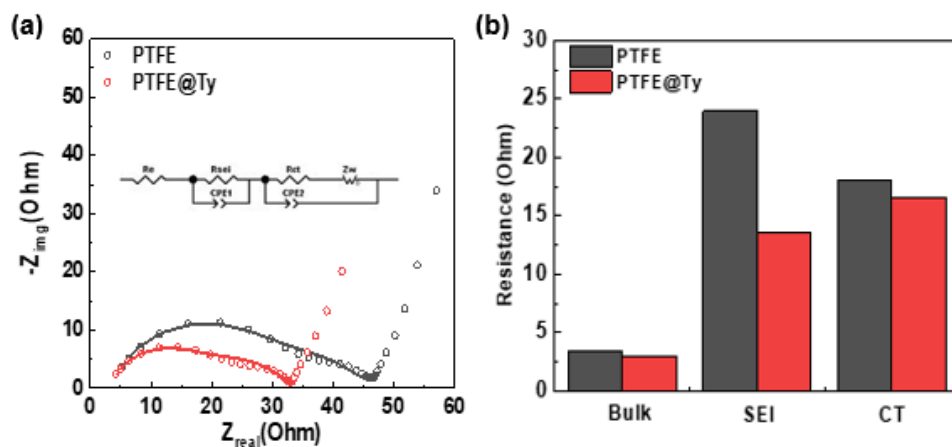 (a)
60
50
40
30
20
10
0
-Zimg(Ohm)
PTFE
PTFE@Ty
Re
Rsei
CPE1
Rct
Zw
CPE2
0 10 20 30 40 50 60
Zreal(Ohm)
(b)
30
25
20
15
10
5
0
Resistance (Ohm)
PTFE
PTFE@Ty
Bulk SEI CT